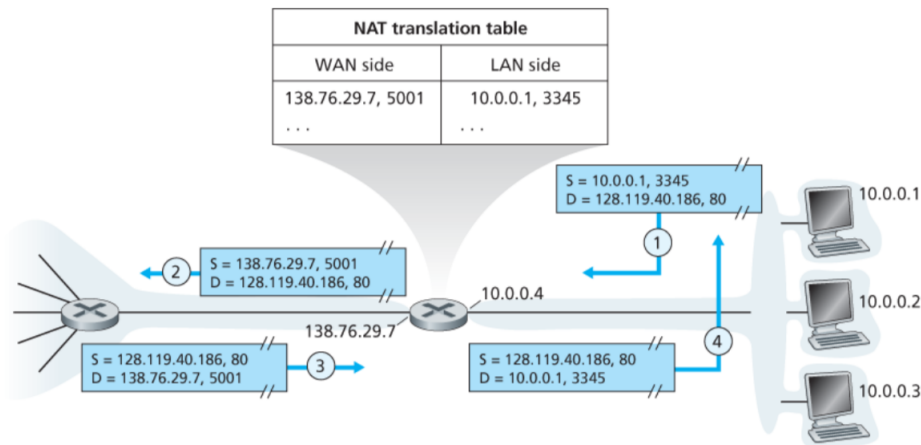 NAT translation table
WAN side
LAN side
138.76.29.7, 5001
10.0.0.1, 3345
. . .
. . .
S = 10.0.0.1, 3345
D = 128.119.40.186, 80
1
10.0.0.1
2
S = 138.76.29.7, 5001
D = 128.119.40.186, 80
10.0.0.4
138.76.29.7
10.0.0.2
S = 128.119.40.186, 80
D = 138.76.29.7, 5001
3
S = 128.119.40.186, 80
D = 10.0.0.1, 3345
4
10.0.0.3